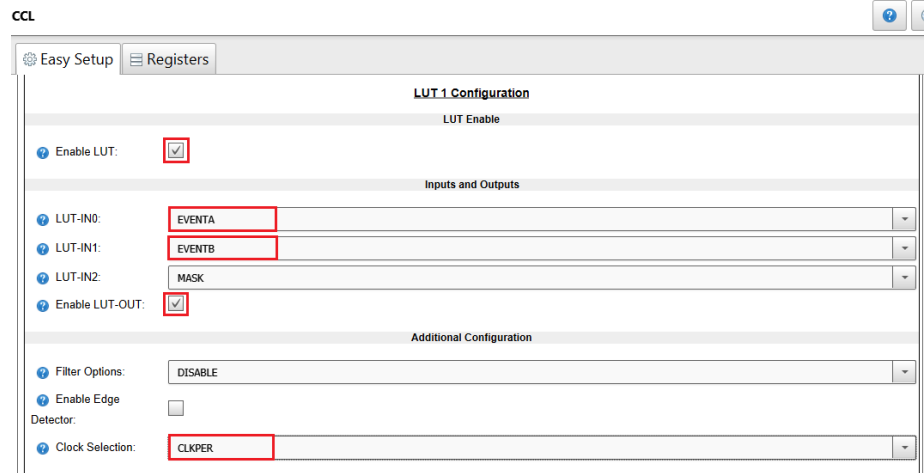 CCL
Easy Setup
Registers
LUT 1 Configuration
LUT Enable
Enable LUT:
Inputs and Outputs
LUT-IN0: EVENTA
LUT-IN1: EVENTB
LUT-IN2: MASK
Enable LUT-OUT:
Additional Configuration
Filter Options: DISABLE
Enable Edge
Detector:
Clock Selection: CLKPER